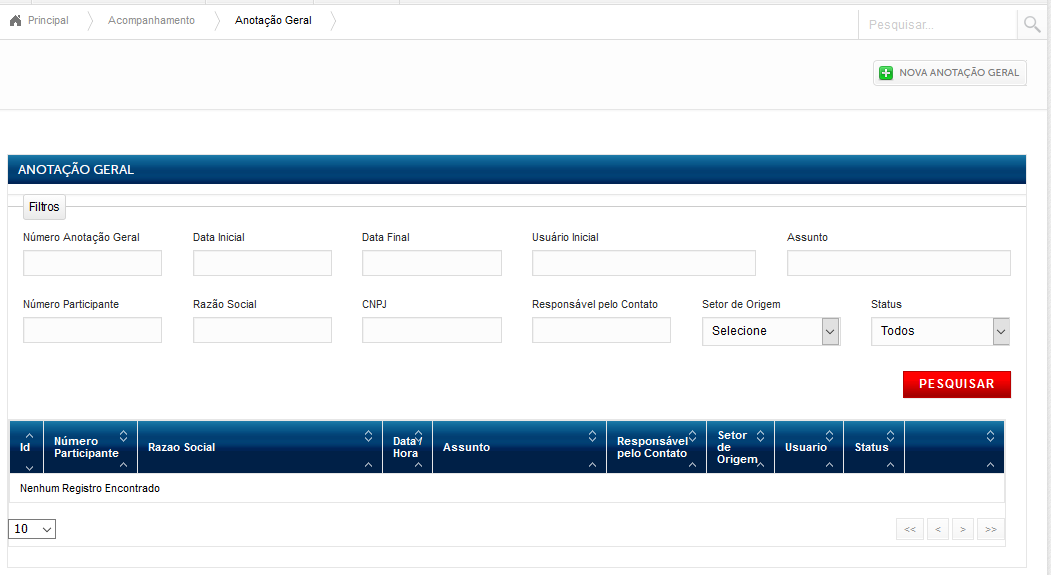 Principal Acompanhamento Anotação Geral Pesquisar...
NOVA ANOTAÇÃO GERAL
ANOTAÇÃO GERAL
Filtros
Número Anotação Geral Data Inicial Data Final Usuário Inicial Assunto
Número Participante Razão Social CNPJ Responsável pelo Contato Setor de Origem Status
Selecione Todos
PESQUISAR
Id Número Participante Razao Social Data / Hora Assunto Responsável pelo Contato Setor de Origem Usuario Status
Nenhum Registro Encontrado
10 << < > >>